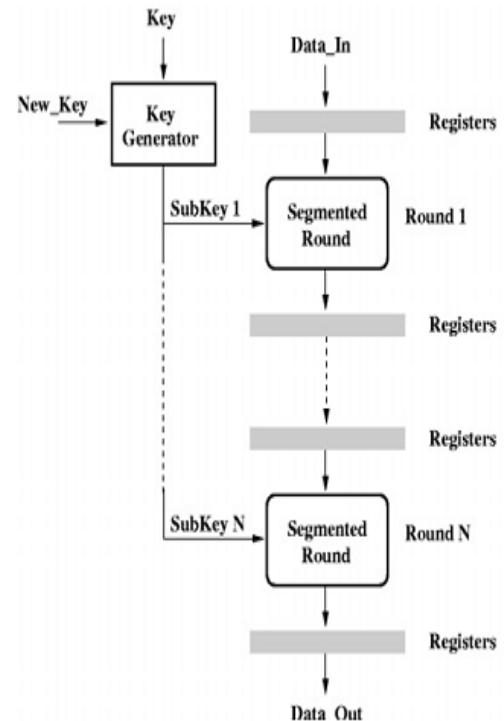 Key
Data_In
New_Key
Key
Generator
Registers
SubKey 1
Segmented
Round
Round 1
Registers
Registers
SubKey N
Segmented
Round
Round N
Registers
Data_Out